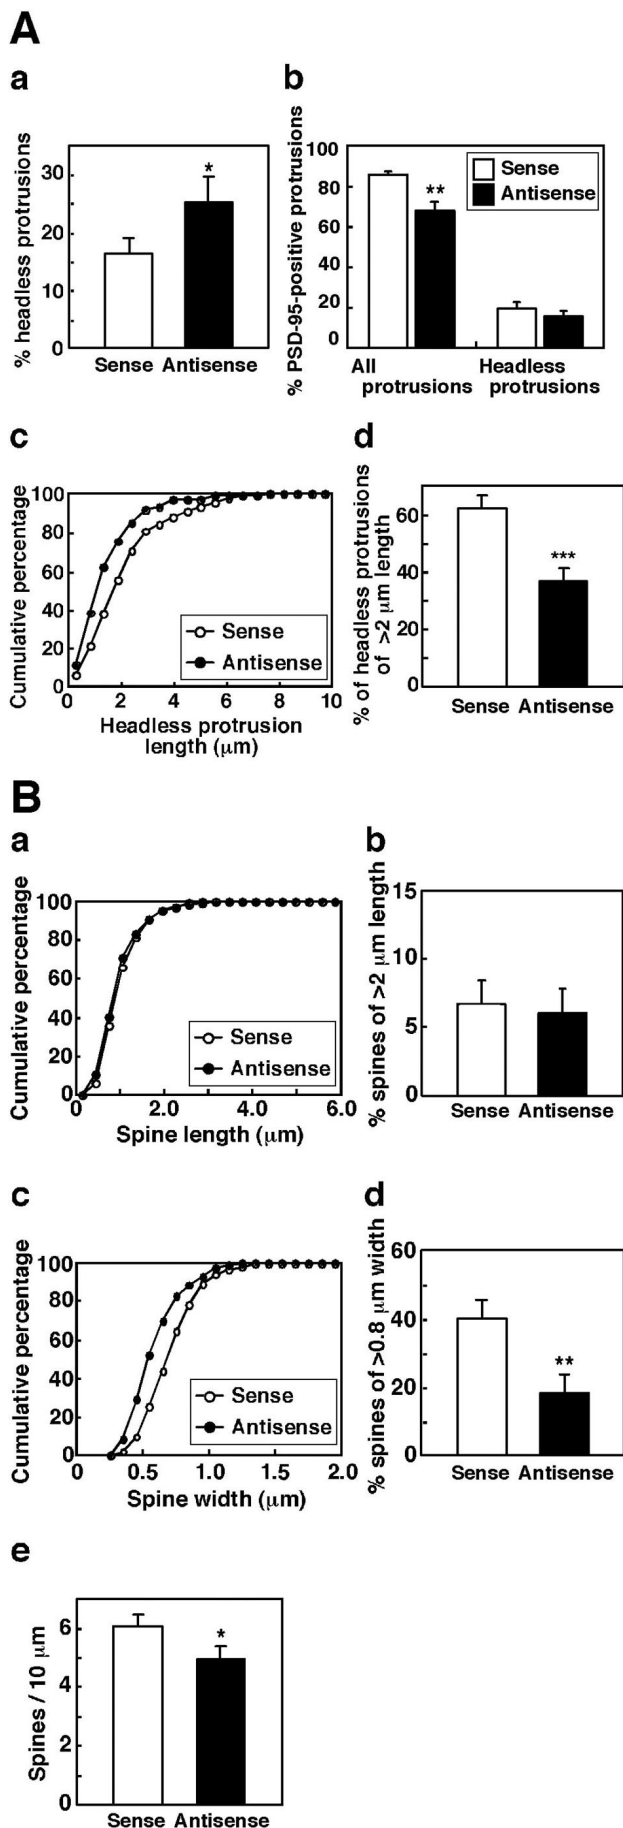 A
a
% headless protrusions
30
20
10
0
*
Sense Antisense
b
% PSD-95-positive protrusions
100
80
60
40
20
0
**
Sense
Antisense
All protrusions
Headless protrusions
c
Cumulative percentage
100
80
60
40
20
0
Sense
Antisense
0 2 4 6 8 10
Headless protrusion
length (μm)
d
% of headless protrusions
of >2 μm length
60
40
20
0
***
Sense Antisense
B
a
Cumulative percentage
100
80
60
40
20
0
Sense
Antisense
0 2.0 4.0 6.0
Spine length (μm)
b
% spines of >2 μm length
15
10
5
0
Sense Antisense
c
Cumulative percentage
100
80
60
40
20
0
Sense
Antisense
0 0.5 1.0 1.5 2.0
Spine width (μm)
d
% spines of >0.8 μm width
60
40
20
0
**
Sense Antisense
e
Spines / 10 μm
6
4
2
0
*
Sense Antisense